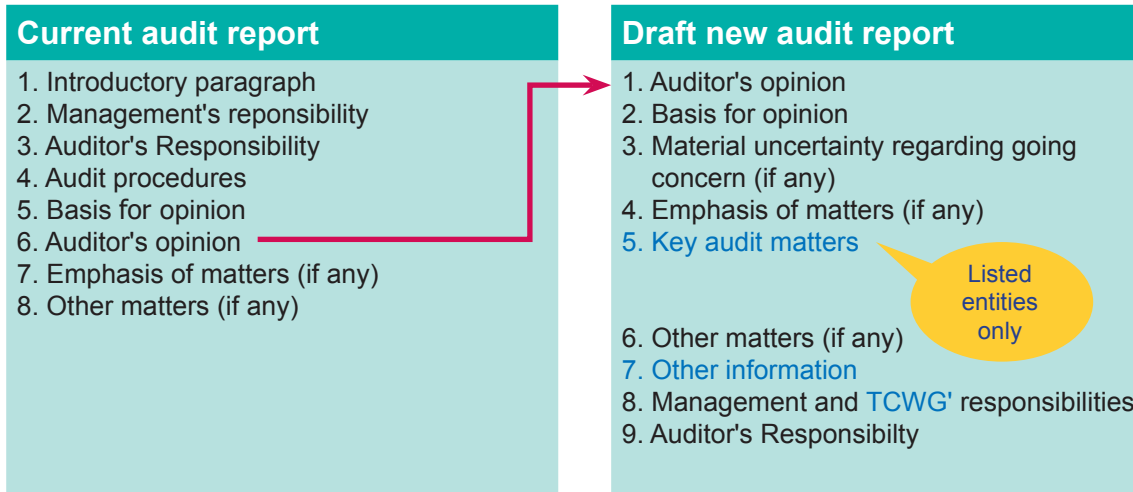 Current audit report
1. Introductory paragraph
2. Management's reponsibility
3. Auditor's Responsibility
4. Audit procedures
5. Basis for opinion
6. Auditor's opinion
7. Emphasis of matters (if any)
8. Other matters (if any)
Draft new audit report
1. Auditor's opinion
2. Basis for opinion
3. Material uncertainty regarding going
concern (if any)
4. Emphasis of matters (if any)
5. Key audit matters
Listed
entities
only
6. Other matters (if any)
7. Other information
8. Management and TCWG' responsibilities
9. Auditor's Responsibilty